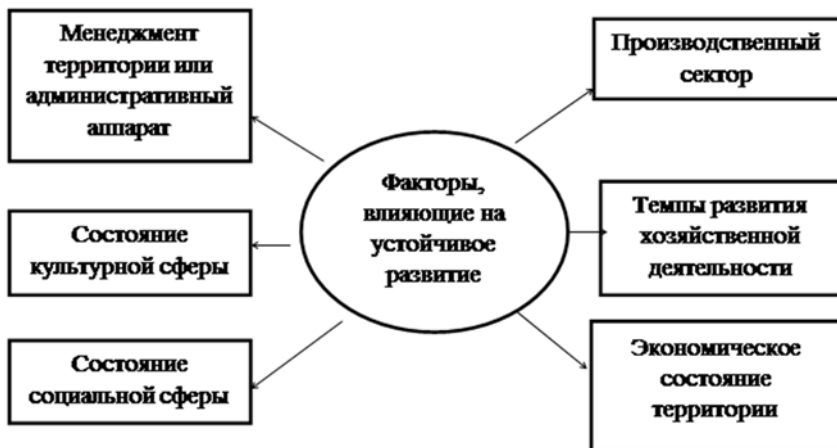 Менеджмент
территории или
административный
аппарат
Состояние
культурной сферы
Состояние
социальной сферы
Факторы,
влияющие на
устойчивое
развитие
Производственный
сектор
Темпы развития
хозяйственной
деятельности
Экономическое
состояние
территории